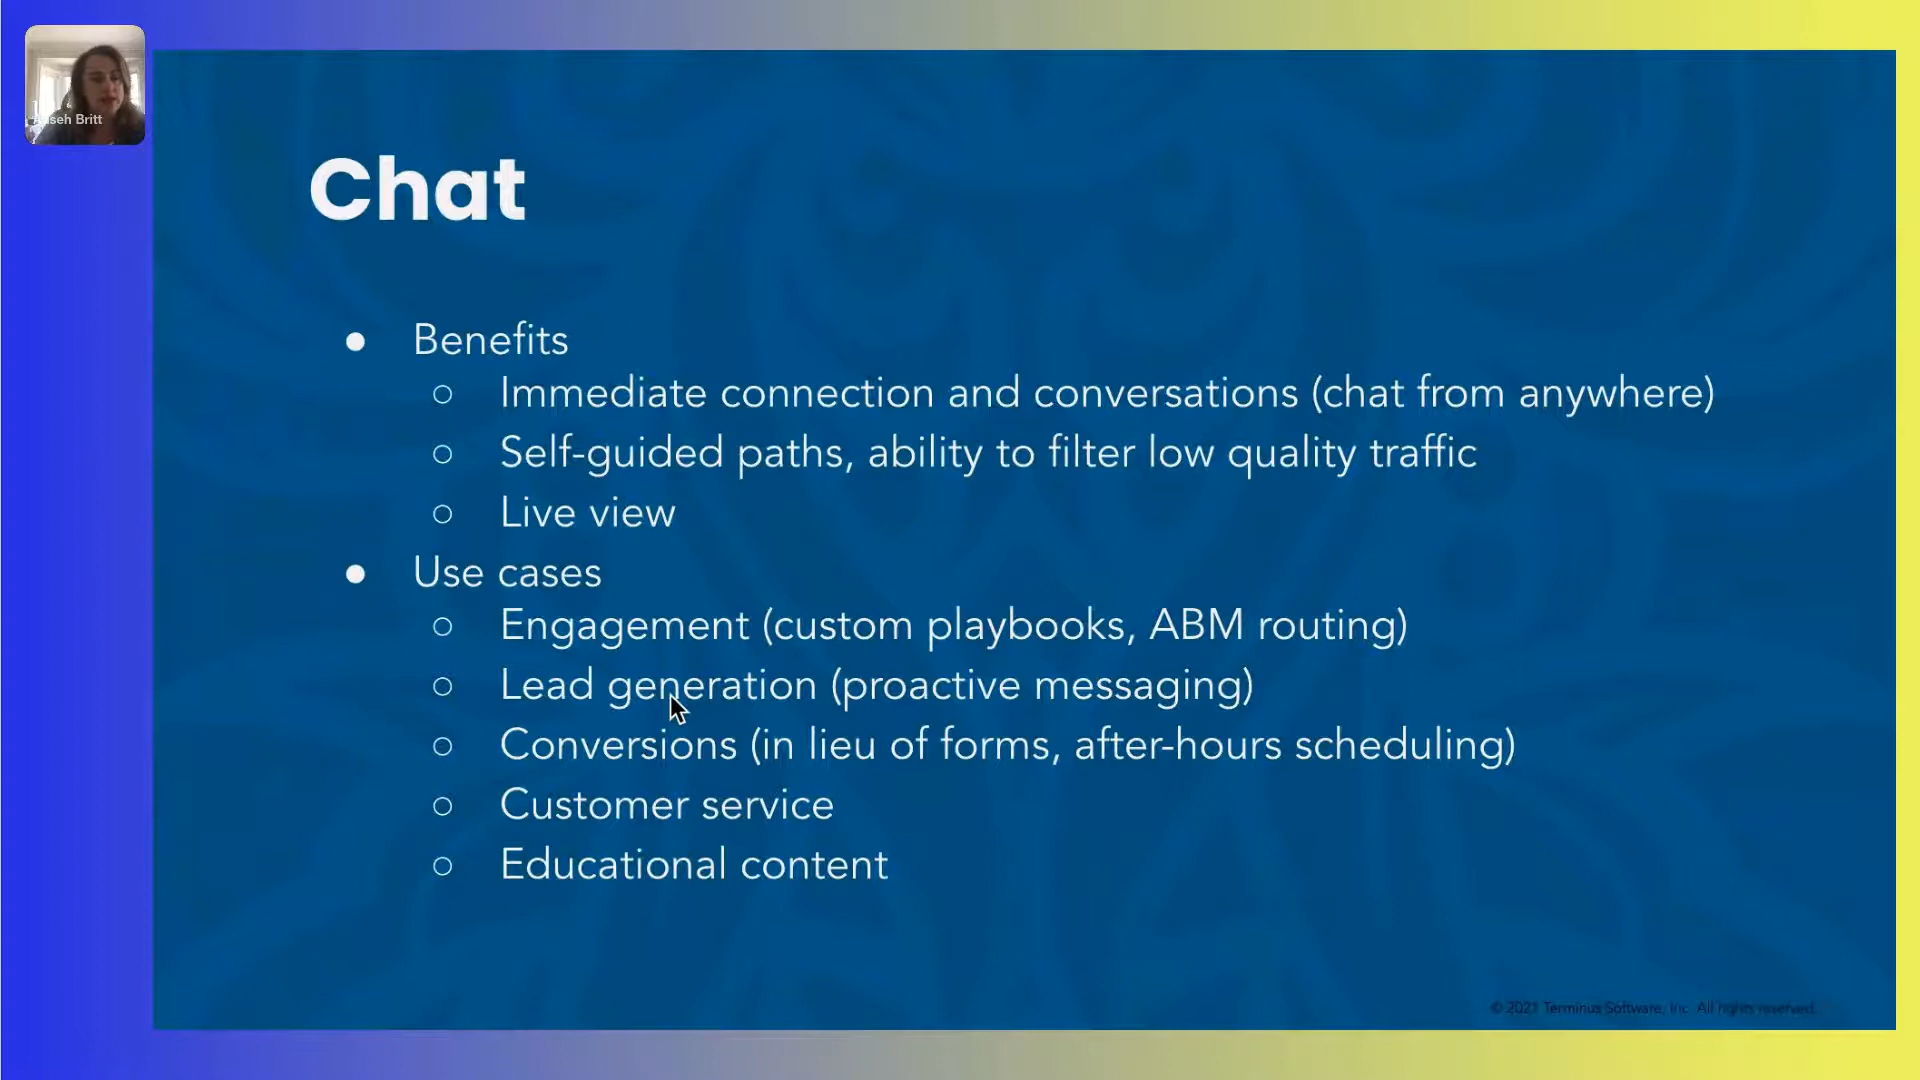 Britt
Chat
● Benefits
○ Immediate connection and conversations (chat from anywhere)
○ Self-guided paths, ability to filter low quality traffic
○ Live view
● Use cases
○ Engagement (custom playbooks, ABM routing)
○ Lead generation (proactive messaging)
○ Conversions (in lieu of forms, after-hours scheduling)
○ Customer service
○ Educational content
© 2021 Terminus Software, Inc. All rights reserved.